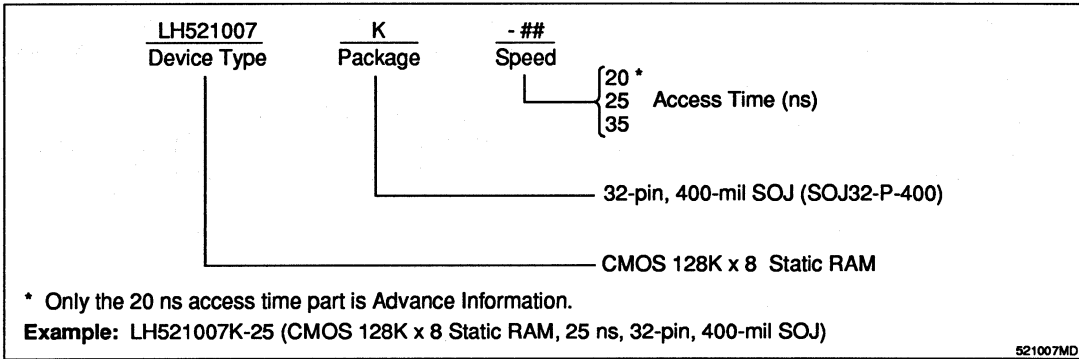 LH521007 K - ##
Device Type Package Speed
20 *
25 Access Time (ns)
35
32-pin, 400-mil SOJ (SOJ32-P-400)
CMOS 128K x 8 Static RAM
* Only the 20 ns access time part is Advance Information.
Example: LH521007K-25 (CMOS 128K x 8 Static RAM, 25 ns, 32-pin, 400-mil SOJ)
521007MD